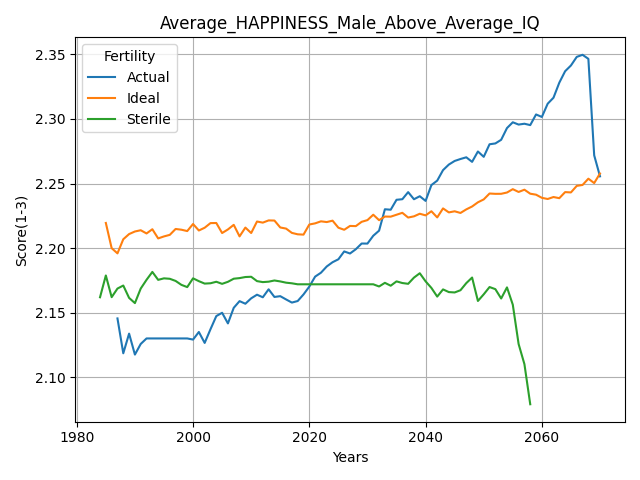 Average_HAPPINESS_Male_Above_Average_IQ
Fertility
Actual
Ideal
Sterile
Score(1-3)
2.35
2.30
2.25
2.20
2.15
2.10
1980
2000
2020
2040
2060
Years